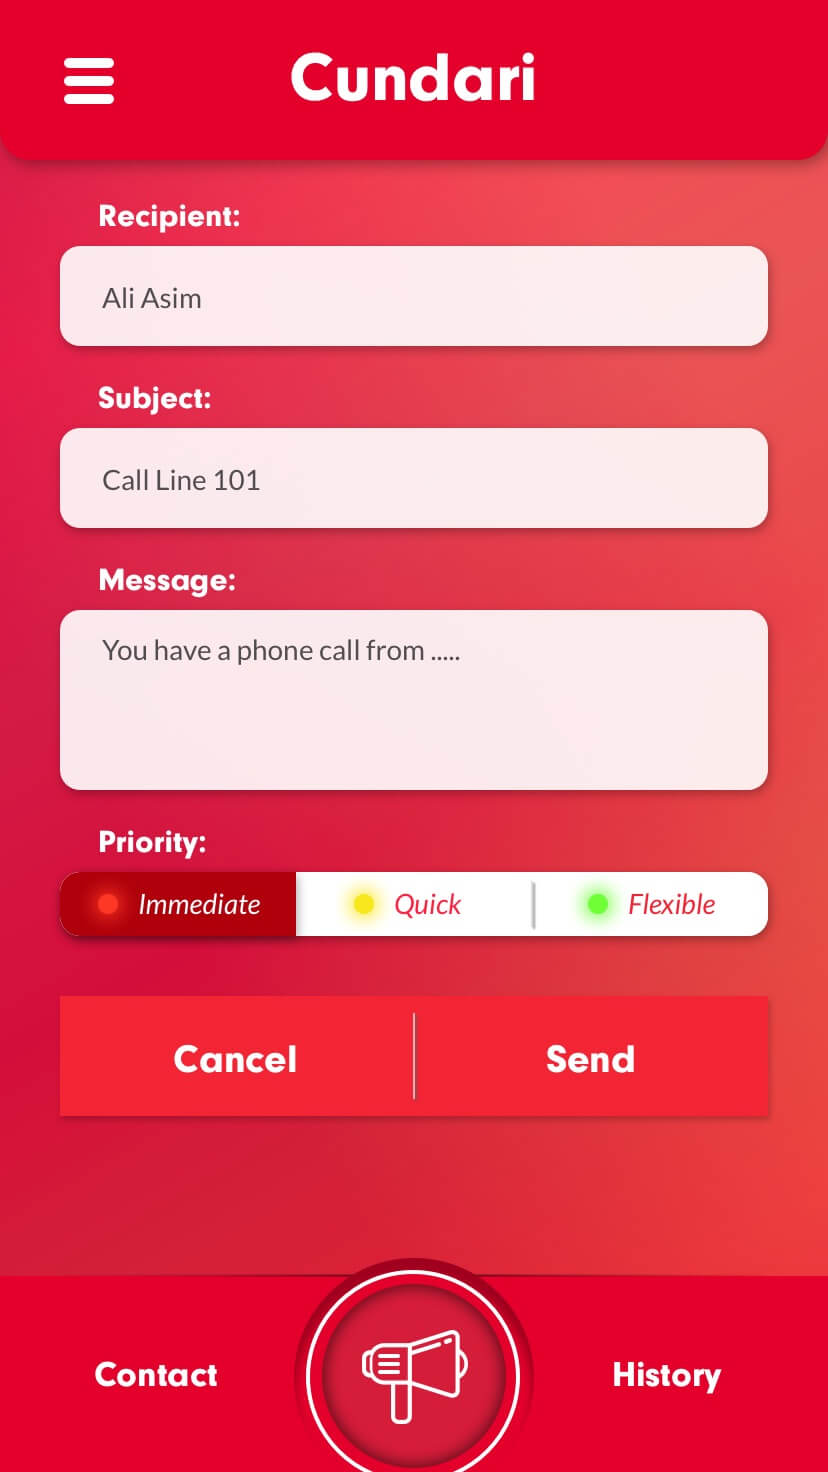 Cundari
Recipient:
Ali Asim
Subject:
Call Line 101
Message:
You have a phone call from .....
Priority:
Immediate Quick Flexible
Cancel Send
Contact History